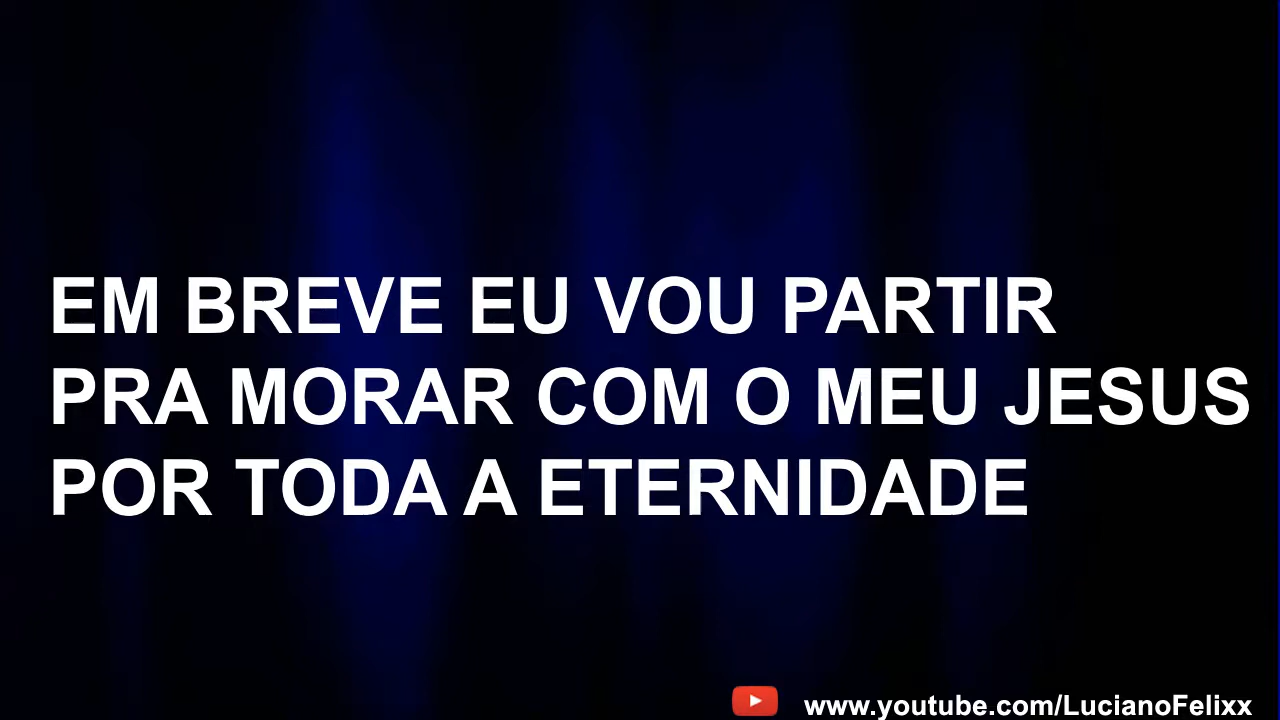 EM BREVE EU VOU PARTIR
PRA MORAR COM O MEU JESUS
POR TODA A ETERNIDADE
www.youtube.com/LucianoFelixx